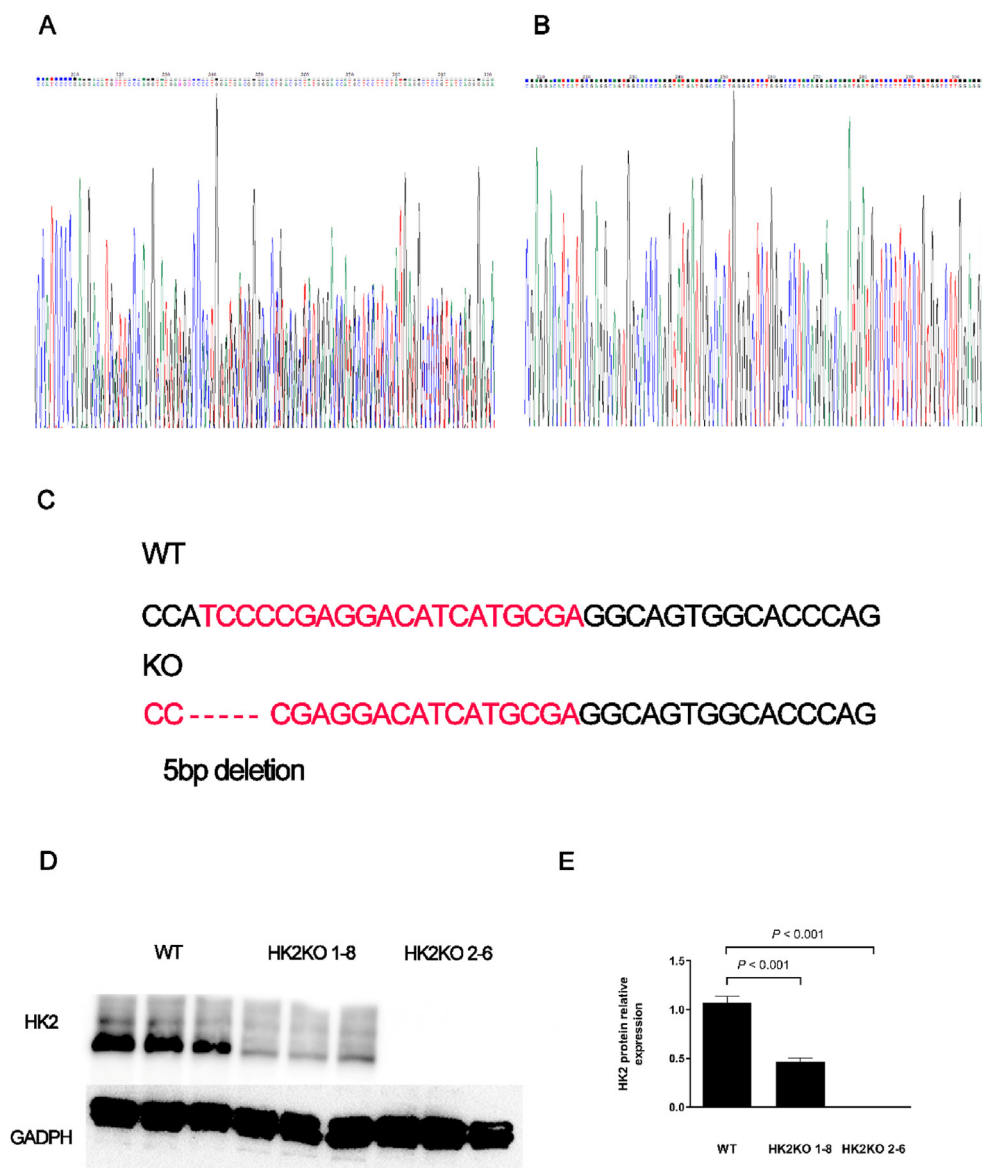 A
B
C
WT
CCATCCCCGAGGACATCATGCGAGGCAGTGGCACCCAG
KO
CC ----- CGAGGACATCATGCGAGGCAGTGGCACCCAG
5bp deletion
D
E
WT HK2KO 1-8 HK2KO 2-6
HK2
GADPH
P < 0.001
P < 0.001
HK2 protein relative
expression
1.5
1.0
0.5
0.0
WT HK2KO 1-8 HK2KO 2-6